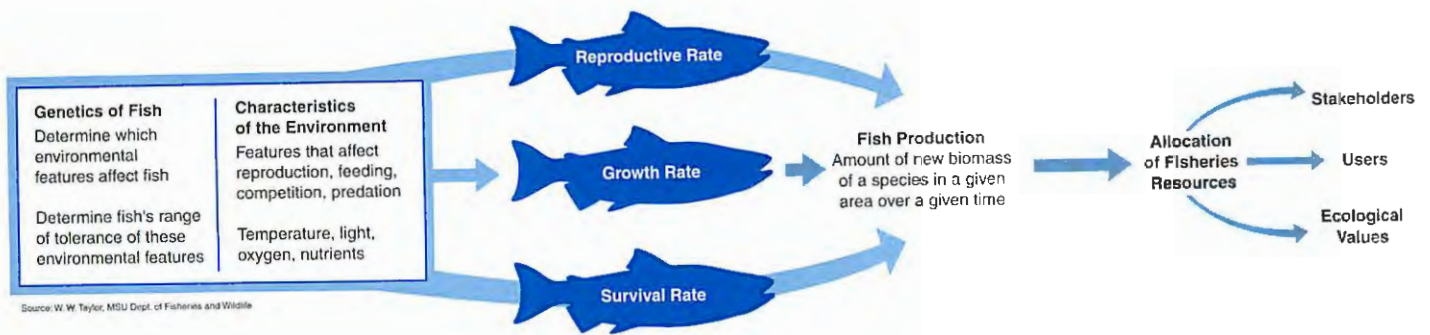 Genetics of Fish
Determine which
environmental
features affect fish
Determine fish's range
of tolerance of these
environmental features
Characteristics
of the Environment
Features that affect
reproduction, feeding,
competition, predation
Temperature, light,
oxygen, nutrients
Source: W. W. Taylor, MSU Dept. of Fisheries and Wildlife
Reproductive Rate
Growth Rate
Survival Rate
Fish Production
Amount of new biomass
of a species in a given
area over a given time
Allocation
of Fisheries
Resources
Stakeholders
Users
Ecological
Values